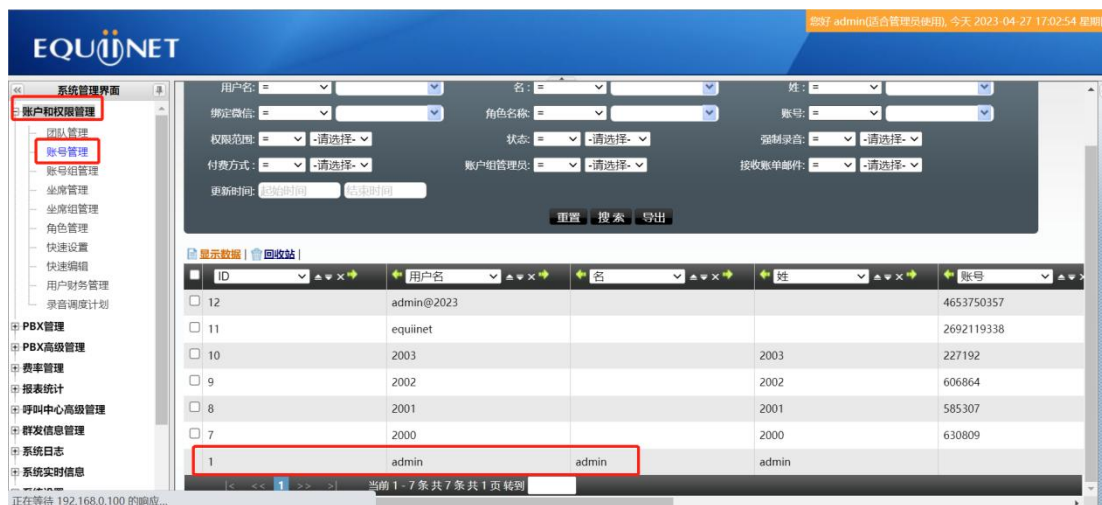 您好 admin(适合管理员使用), 今天 2023-04-27 17:02:54 星期
EQUiiNET
系统管理界面
账户和权限管理
团队管理
账号管理
账号组管理
坐席管理
坐席组管理
角色管理
快速设置
快速编辑
用户财务管理
录音调度计划
PBX管理
PBX高级管理
费率管理
报表统计
呼叫中心高级管理
群发信息管理
系统日志
系统实时信息
正在等待 192.168.0.100 的响应...
用户名: = 名: = 姓: =
绑定微信: = 角色名称: = 账号: =
权限范围: = -请选择- 状态: = -请选择- 强制录音: = -请选择-
付费方式: = -请选择- 账户组管理员: = -请选择- 接收账单邮件: = -请选择-
更新时间: 起始时间 结束时间
重置 搜索 导出
显示数据 | 回收站 |
ID 用户名 名 姓 账号
12 admin@2023 4653750357
11 equiinet 2692119338
10 2003 2003 227192
9 2002 2002 606864
8 2001 2001 585307
7 2000 2000 630809
1 admin admin admin
|< << 1 >> >| 当前 1 - 7 条 共 7 条 共 1 页 转到